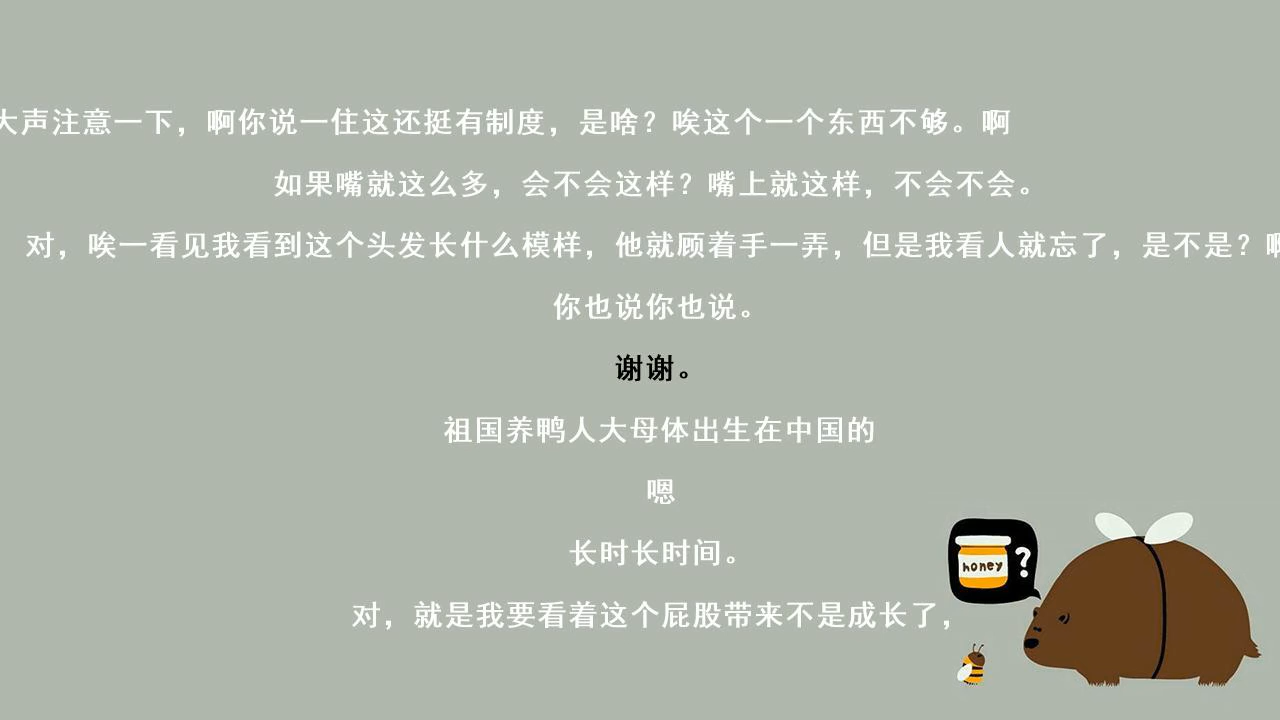 大声注意一下，啊你说一住这还挺有制度，是啥？唉这个一个东西不够。啊
如果嘴就这么多，会不会这样？嘴上就这样，不会不会。
对，唉一看见我看到这个头发长什么模样，他就顾着手一弄，但是我看人就忘了，是不是？啊
你也说你也说。
谢谢。
祖国养鸭人大母体出生在中国的
嗯
长时长时间。
对，就是我要看着这个屁股带来不是成长了，
honey
?